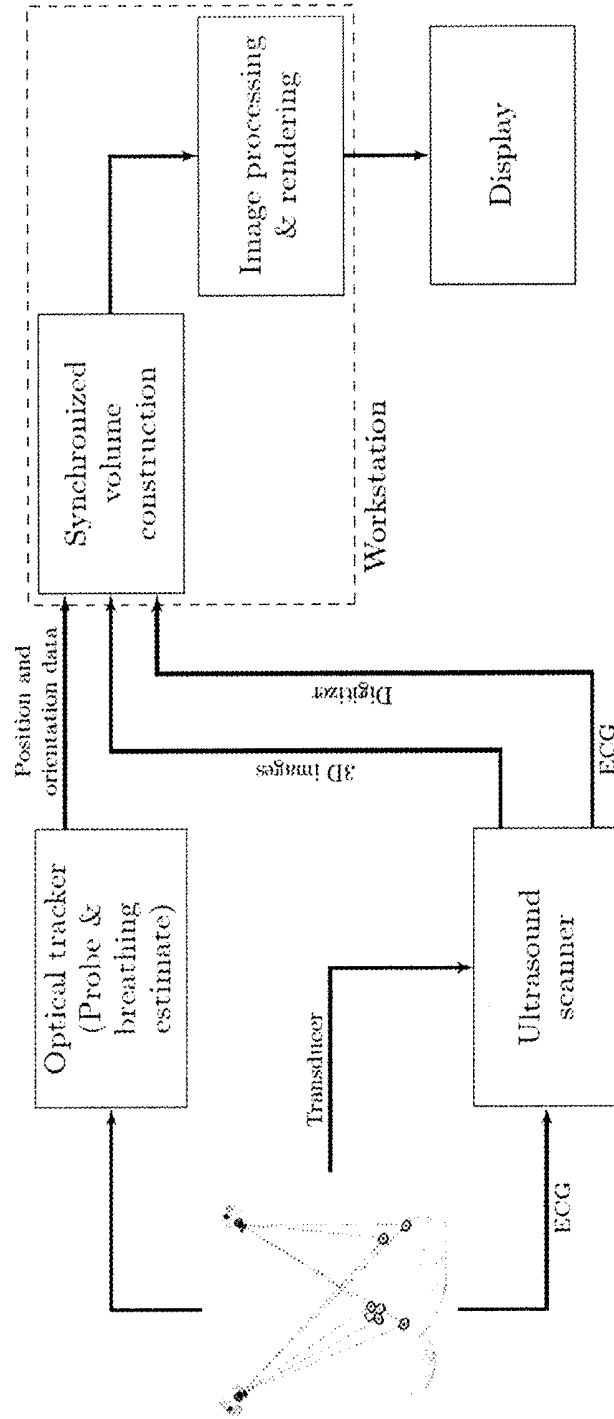 Optical tracker
(Probe &
breathing
estimate)
Position and
orientation data
Synchronized
volume
construction
Image processing
& rendering
Workstation
Display
Transducer
3D images
Digitizer
ECG
Ultrasound
scanner
ECG